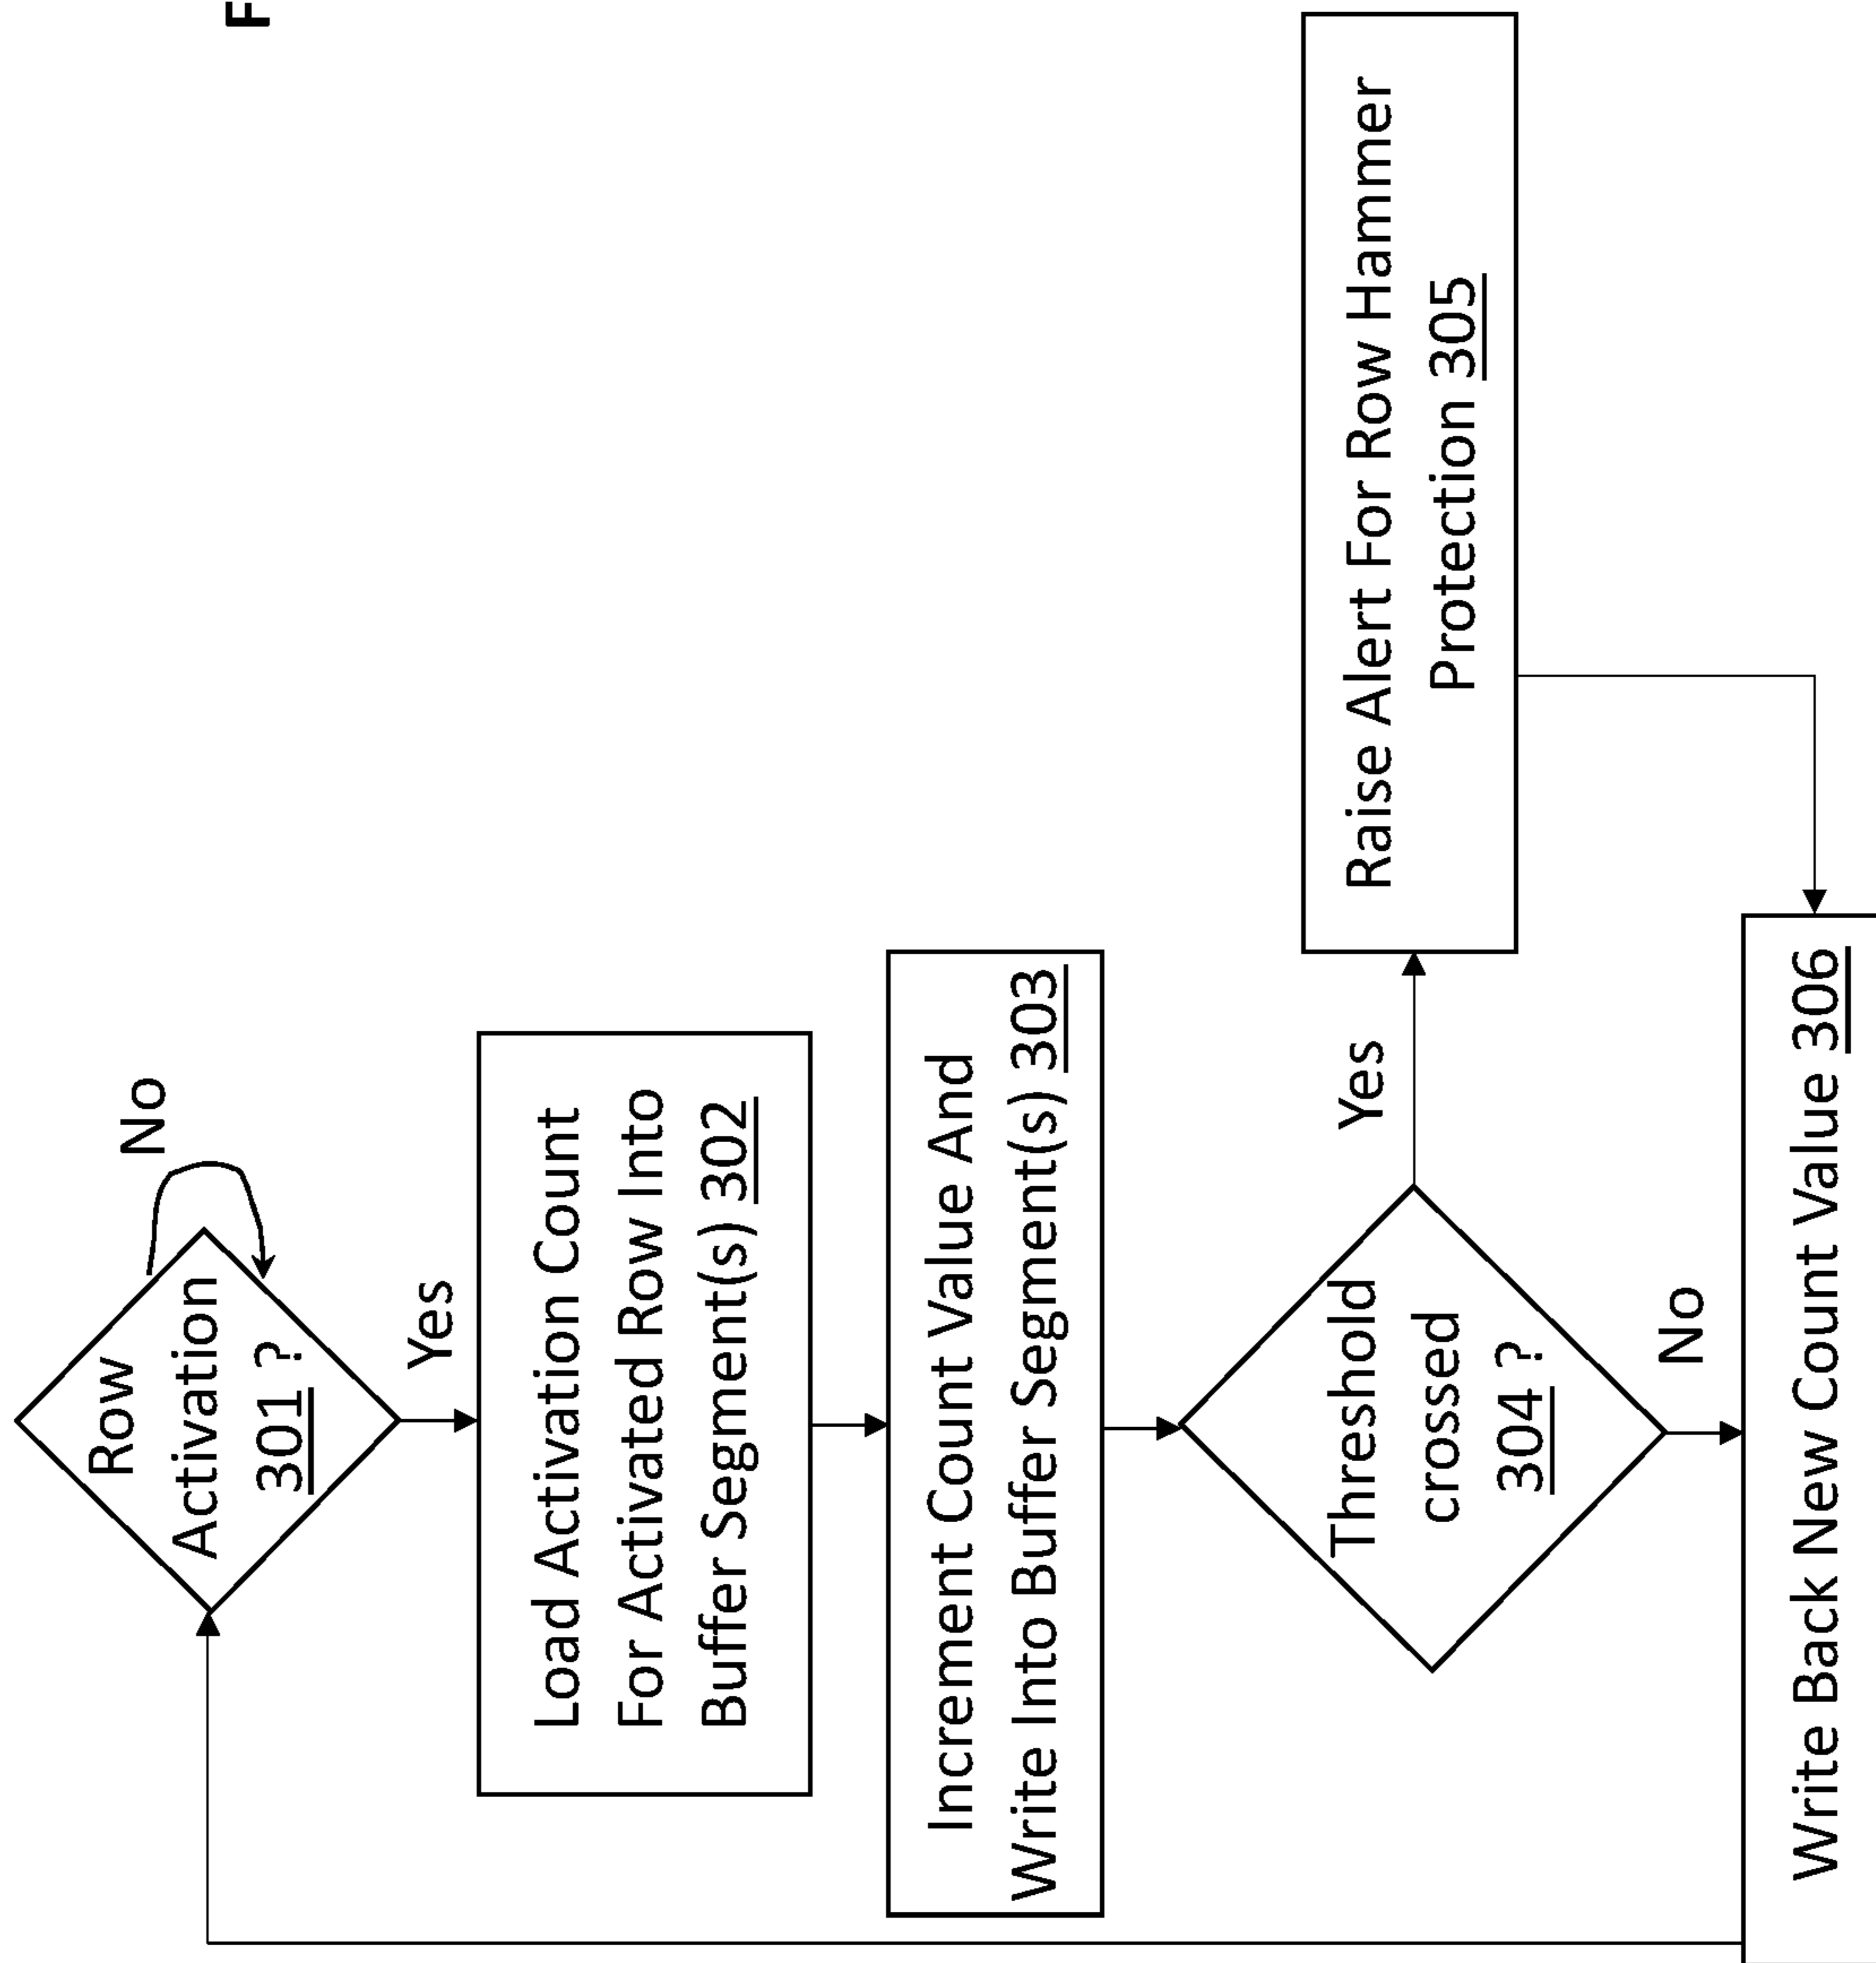 F
Row
Activation
301 ?
No
Yes
Load Activation Count
For Activated Row Into
Buffer Segment(s) 302
Increment Count Value And
Write Into Buffer Segment(s) 303
Threshold
crossed
304 ?
Yes
Raise Alert For Row Hammer
Protection 305
No
Write Back New Count Value 306